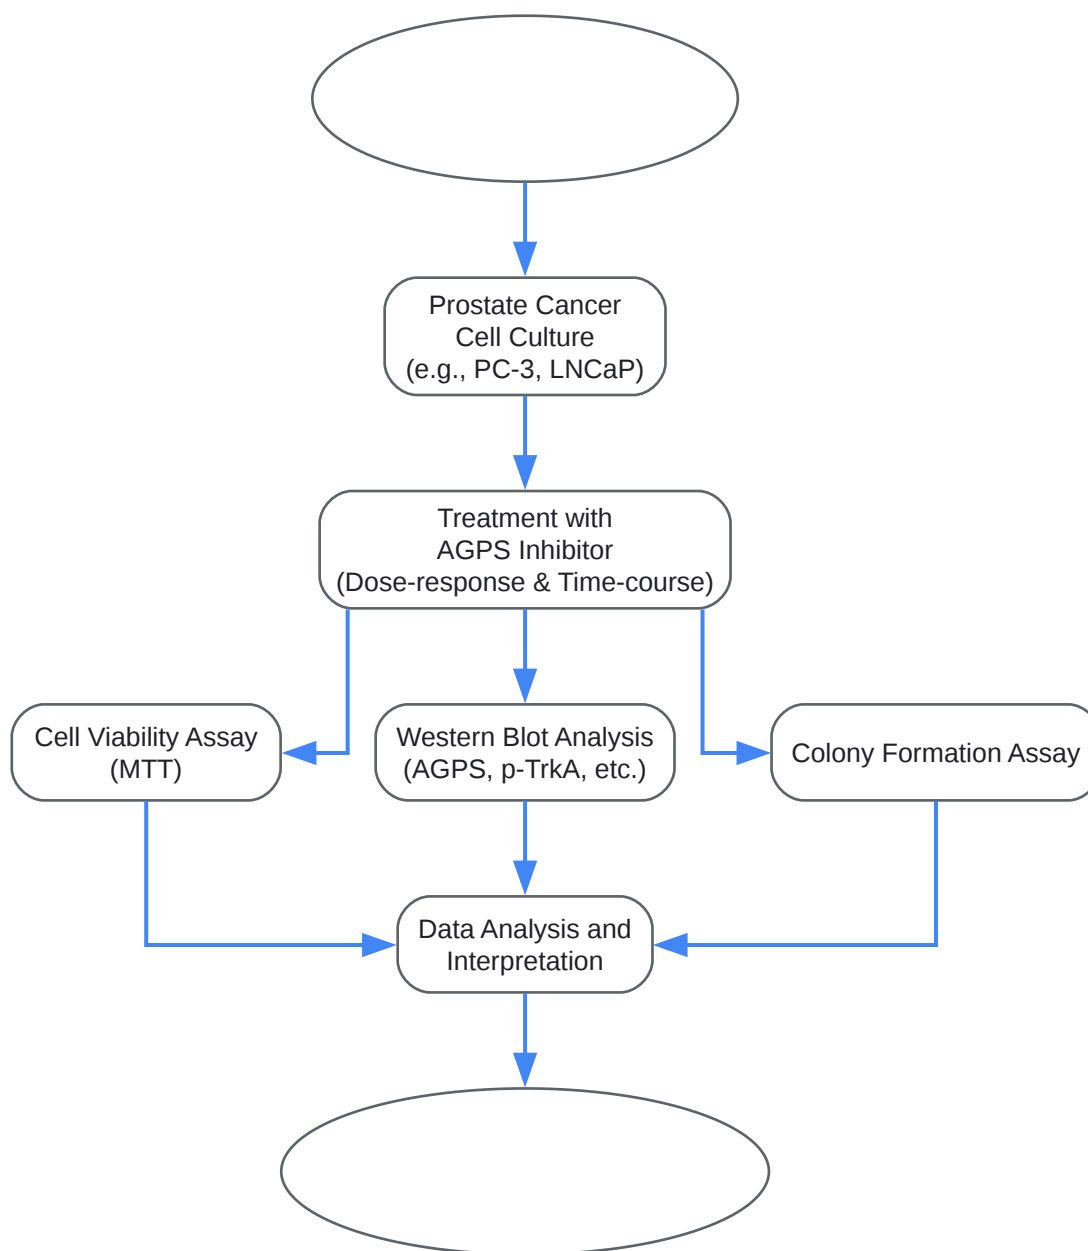 Prostate Cancer
Cell Culture
(e.g., PC-3, LNCaP)
Treatment with
AGPS Inhibitor
(Dose-response & Time-course)
Cell Viability Assay
(MTT)
Western Blot Analysis
(AGPS, p-TrkA, etc.)
Colony Formation Assay
Data Analysis and
Interpretation